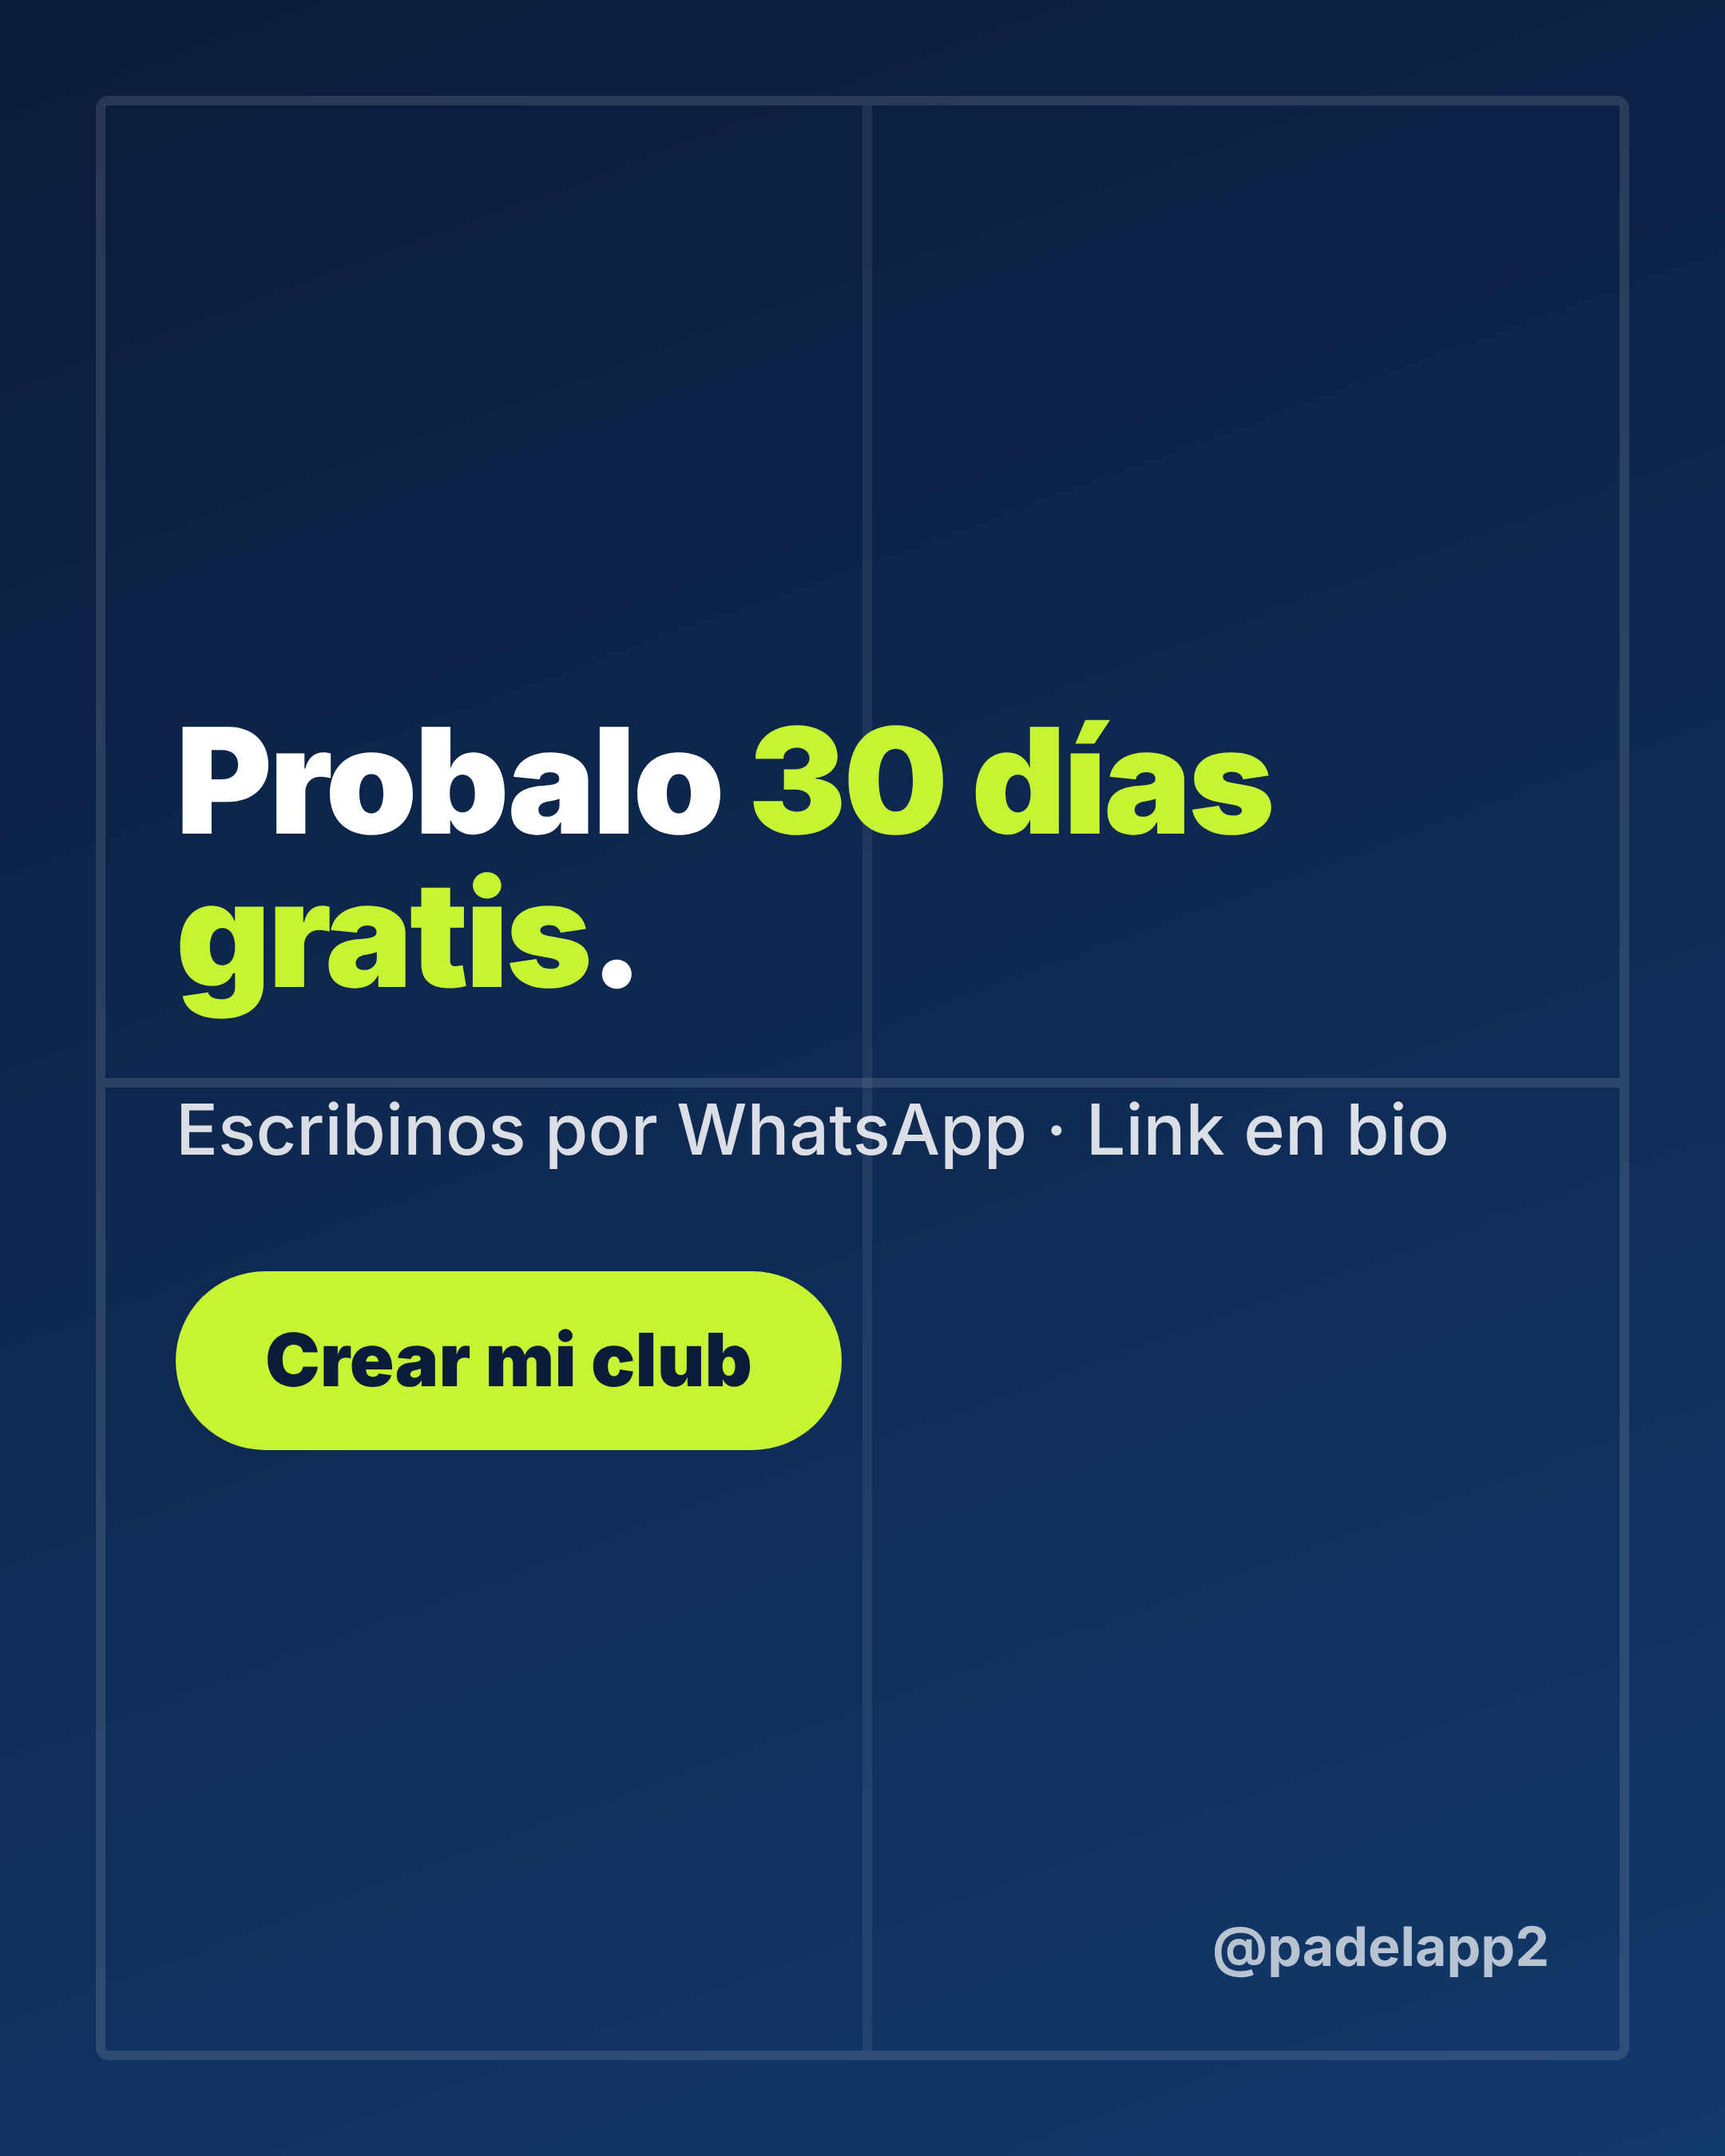 Probalo 30 días
gratis.
Escribinos por WhatsApp · Link en bio
Crear mi club
@padelapp2